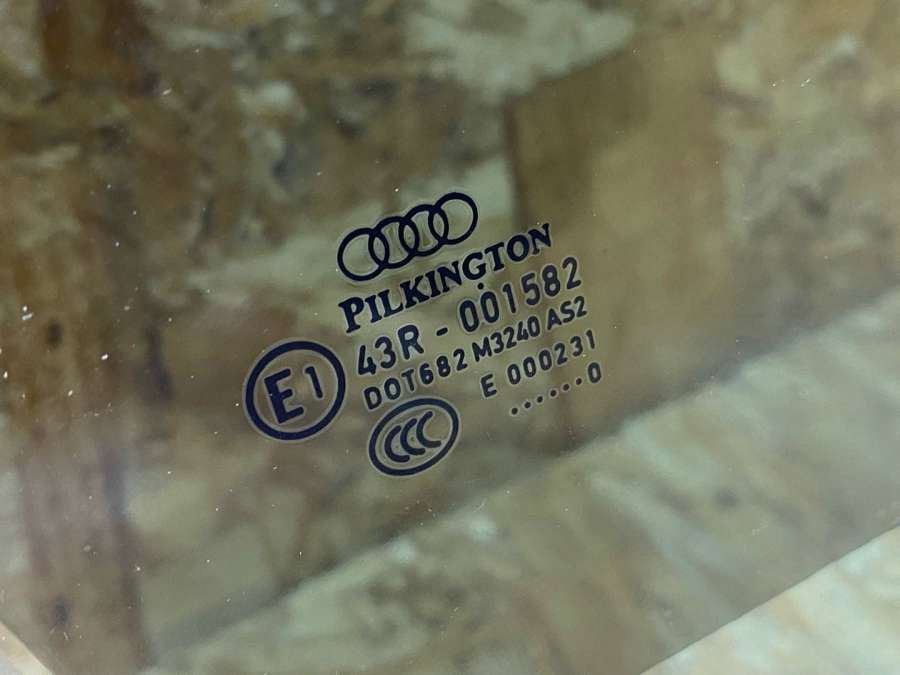 PILKINGTON
43R - 001582
DOT682 M3240 AS2
E1
E 000231
CCC
......0